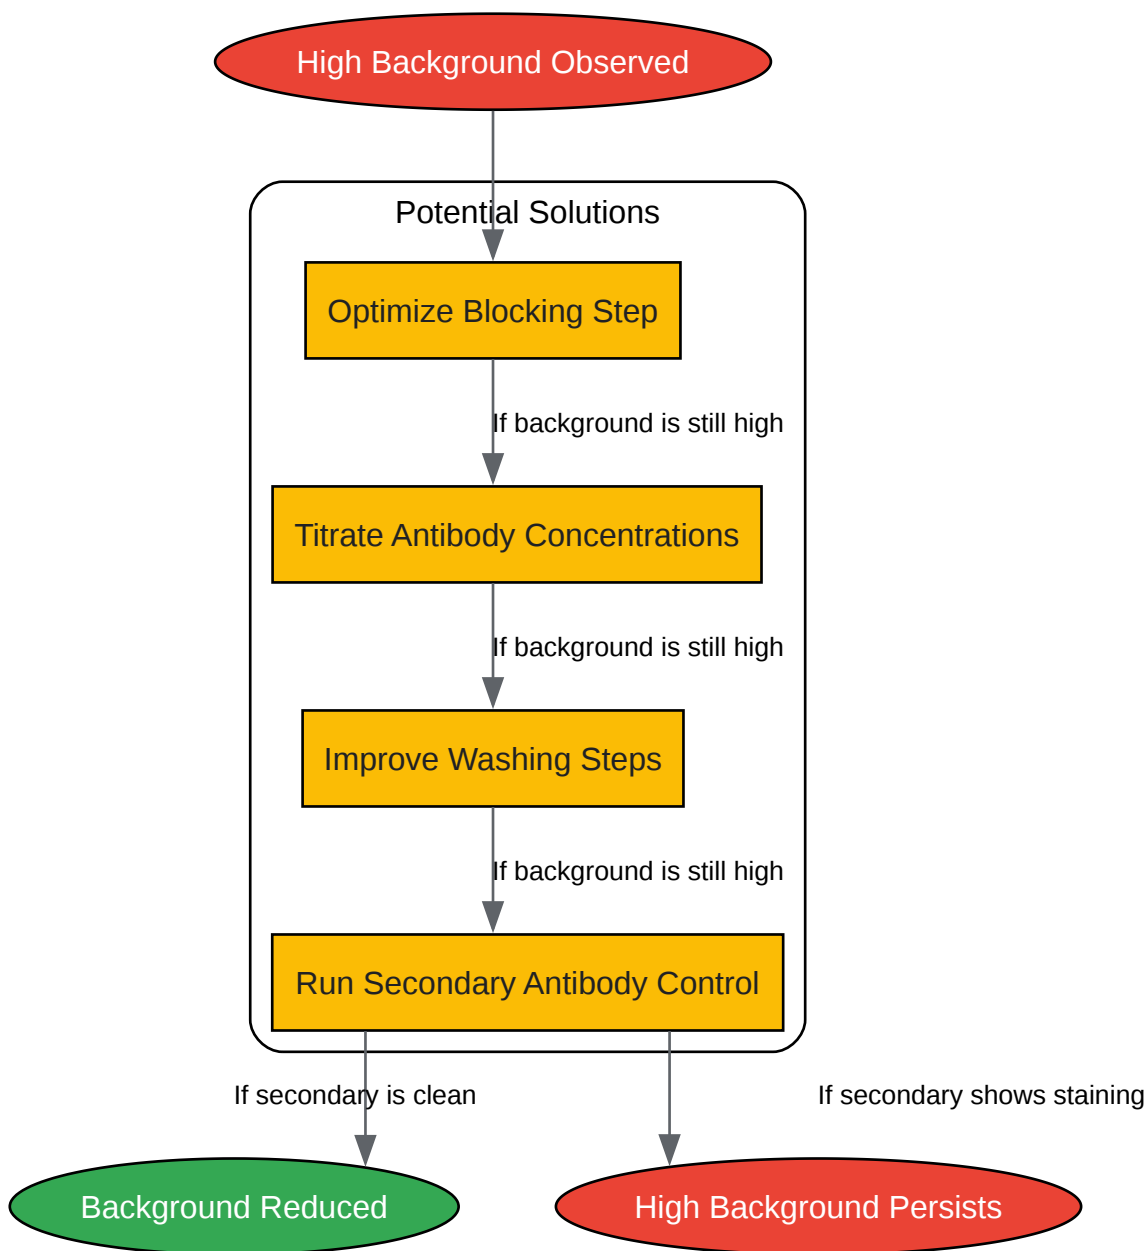 High Background Observed
Potential Solutions
Optimize Blocking Step
If background is still high
Titrate Antibody Concentrations
If background is still high
Improve Washing Steps
If background is still high
Run Secondary Antibody Control
If secondary is clean
If secondary shows staining
Background Reduced
High Background Persists